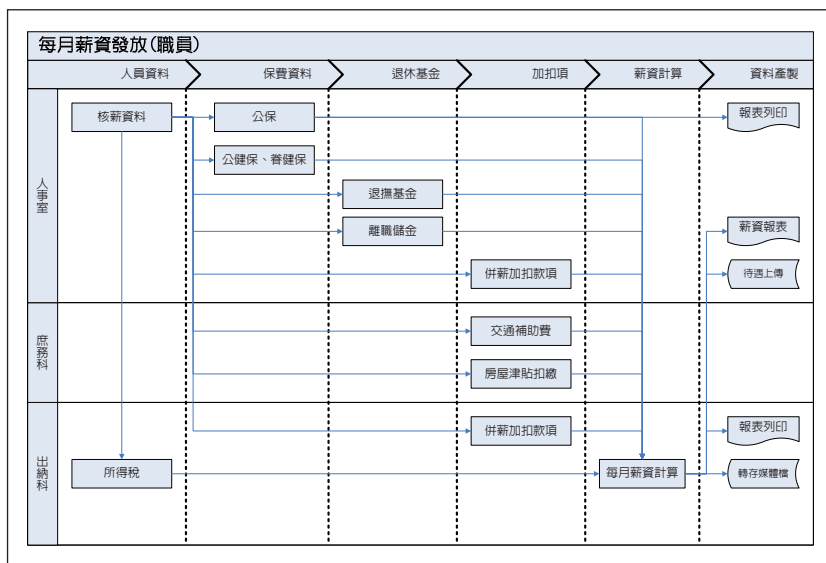 每月薪資發放(職員)
人員資料
保費資料
退休基金
加扣項
薪資計算
資料產製
人事室
核薪資料
公保
報表列印
公健保、眷健保
退撫基金
離職儲金
薪資報表
併薪加扣款項
待遇上傳
庶務科
交通補助費
房屋津貼扣繳
出納科
併薪加扣款項
報表列印
所得稅
每月薪資計算
轉存媒體檔